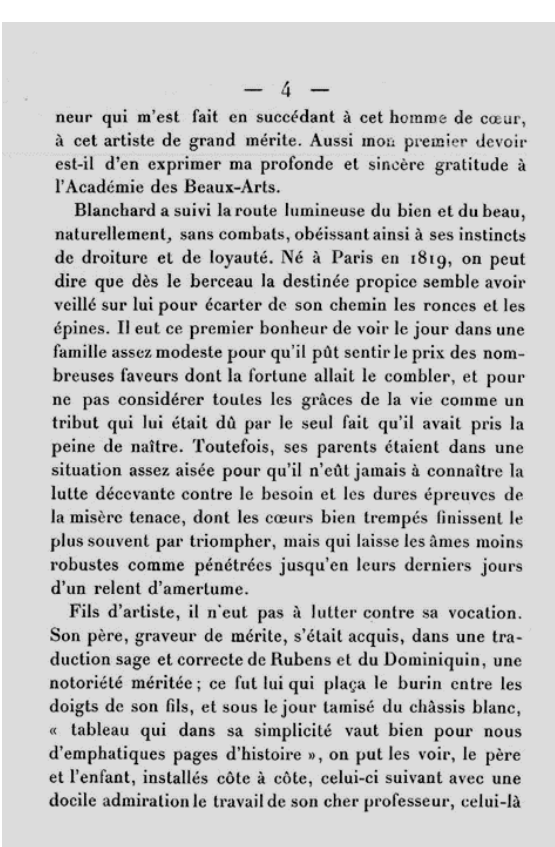 — 4 —
neur qui m'est fait en succédant à cet homme de cœur,
à cet artiste de grand mérite. Aussi mon premier devoir
est-il d'en exprimer ma profonde et sincère gratitude à
l'Académie des Beaux-Arts.
Blanchard a suivi la route lumineuse du bien et du beau,
naturellement, sans combats, obéissant ainsi à ses instincts
de droiture et de loyauté. Né à Paris en 1819, on peut
dire que dès le berceau la destinée propice semble avoir
veillé sur lui pour écarter de son chemin les ronces et les
épines. Il eut ce premier bonheur de voir le jour dans une
famille assez modeste pour qu'il pût sentir le prix des nom-
breuses faveurs dont la fortune allait le combler, et pour
ne pas considérer toutes les grâces de la vie comme un
tribut qui lui était dû par le seul fait qu'il avait pris la
peine de naître. Toutefois, ses parents étaient dans une
situation assez aisée pour qu'il n'eût jamais à connaître la
lutte décevante contre le besoin et les dures épreuves de
la misère tenace, dont les cœurs bien trempés finissent le
plus souvent par triompher, mais qui laisse les âmes moins
robustes comme pénétrées jusqu'en leurs derniers jours
d'un relent d'amertume.
Fils d'artiste, il n'eut pas à lutter contre sa vocation.
Son père, graveur de mérite, s'était acquis, dans une tra-
duction sage et correcte de Rubens et du Dominiquin, une
notoriété méritée ; ce fut lui qui plaça le burin entre les
doigts de son fils, et sous le jour tamisé du châssis blanc,
« tableau qui dans sa simplicité vaut bien pour nous
d'emphatiques pages d'histoire », on put les voir, le père
et l'enfant, installés côte à côte, celui-ci suivant avec une
docile admiration le travail de son cher professeur, celui-là